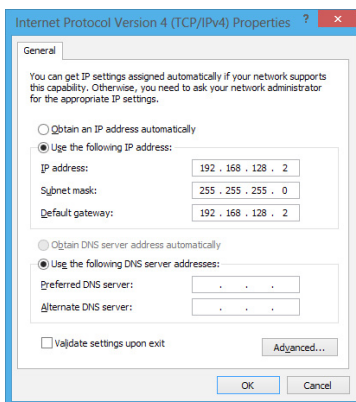 Internet Protocol Version 4 (TCP/IPv4) Properties ? ×
General
You can get IP settings assigned automatically if your network supports
this capability. Otherwise, you need to ask your network administrator
for the appropriate IP settings.
Obtain an IP address automatically
Use the following IP address:
IP address: 192 . 168 . 128 . 2
Subnet mask: 255 . 255 . 255 . 0
Default gateway: 192 . 168 . 128 . 2
Obtain DNS server address automatically
Use the following DNS server addresses:
Preferred DNS server: . . .
Alternate DNS server: . . .
Validate settings upon exit
Advanced...
OK Cancel